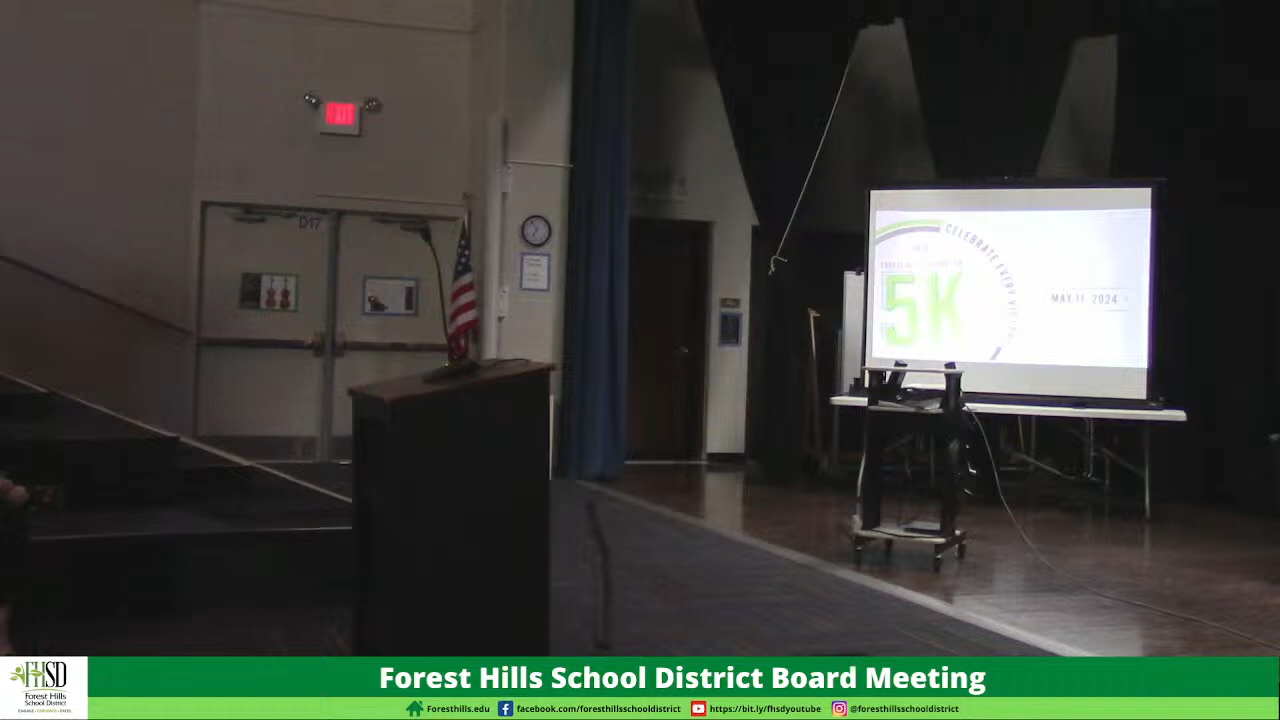 EXIT
D17
CELEBRATE EVERY
5K
MAY 11 2024
FHSD
Forest Hills
School District
Forest Hills School District Board Meeting
Foresthills.edu
facebook.com/foresthillsschooldistrict
https://bit.ly/fhsdyoutube
@foresthillsschooldistrict